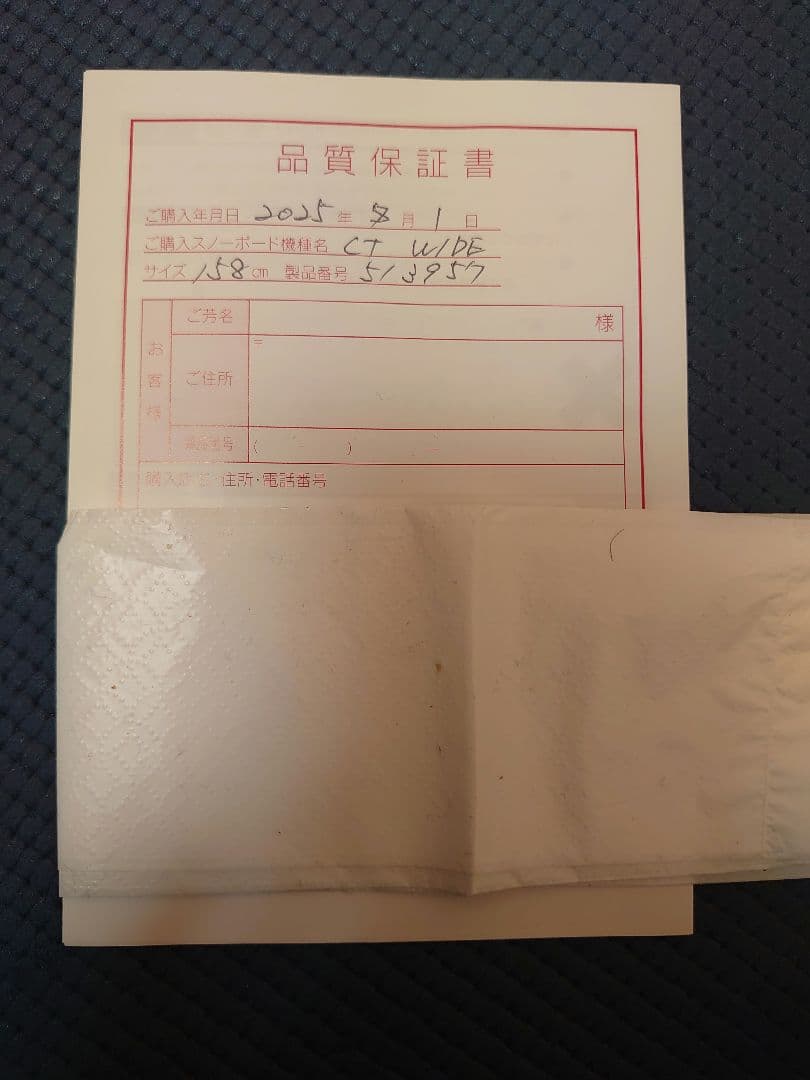 品質保証書
ご購入年月日 2025 年 月 1 日
ご購入スノーボード機種名 CT WIDE
サイズ 158 cm 製品番号 513957
ご芳名 様
お客様
ご住所 〒
電話番号 ( - )
購入店名・住所・電話番号